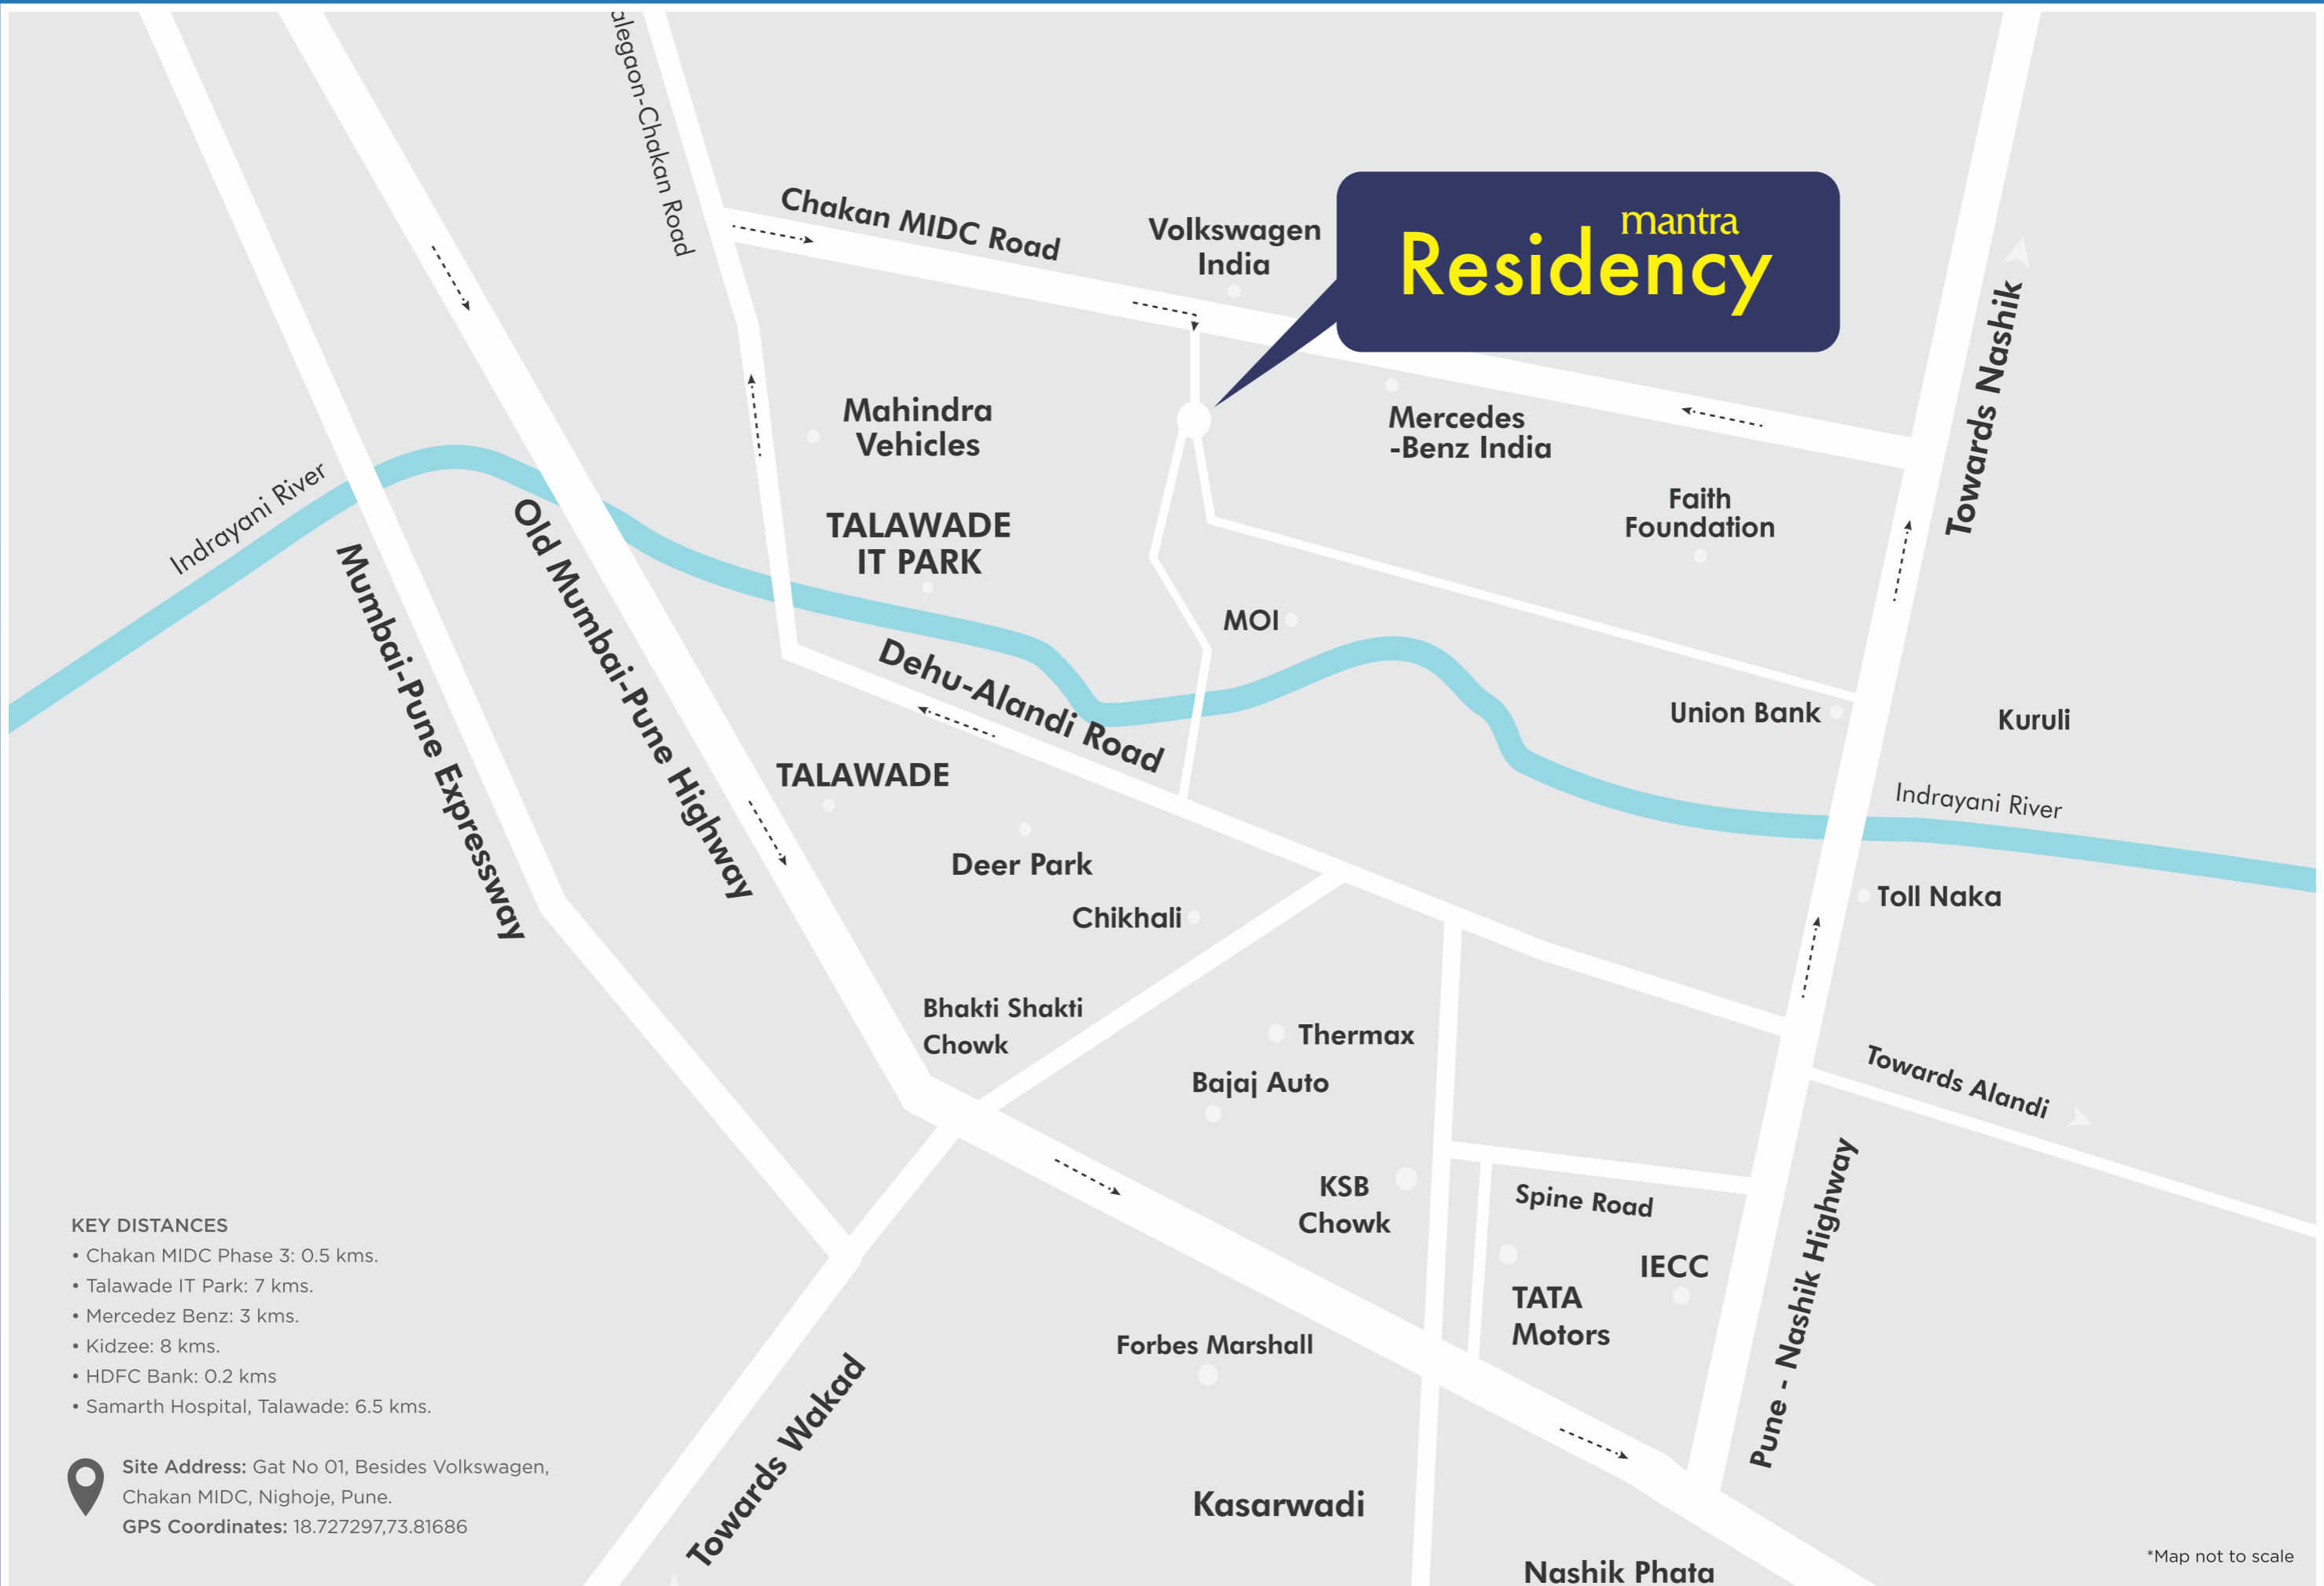 alegaon-Chakan Road
Chakan MIDC Road
Volkswagen
India
mantra
Residency
Towards Nashik
Mahindra
Vehicles
Mercedes
-Benz India
Indrayani River
TALAWADE
IT PARK
Faith
Foundation
Old Mumbai-Pune Highway
Mumbai-Pune Expressway
MOI
Dehu-Alandi Road
Union Bank
Kuruli
TALAWADE
Indrayani River
Deer Park
Toll Naka
Chikhali
Bhakti Shakti
Chowk
Thermax
Bajaj Auto
Towards Alandi
KSB
Chowk
Spine Road
Pune - Nashik Highway
IECC
TATA
Motors
Forbes Marshall
Towards Wakad
Kasarwadi
Nashik Phata
KEY DISTANCES
• Chakan MIDC Phase 3: 0.5 kms.
• Talawade IT Park: 7 kms.
• Mercedez Benz: 3 kms.
• Kidzee: 8 kms.
• HDFC Bank: 0.2 kms
• Samarth Hospital, Talawade: 6.5 kms.
Site Address: Gat No 01, Besides Volkswagen,
Chakan MIDC, Nighoje, Pune.
GPS Coordinates: 18.727297,73.81686
*Map not to scale